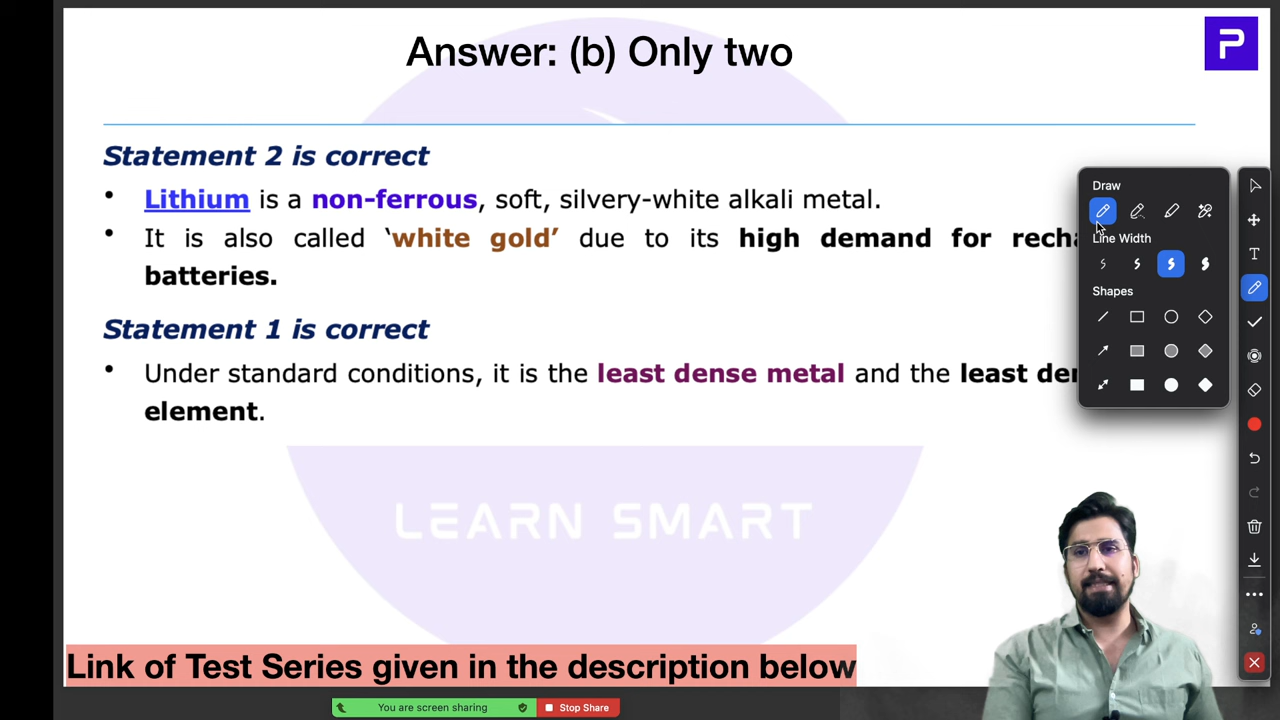 Answer: (b) Only two
P
Statement 2 is correct
• Lithium is a non-ferrous, soft, silvery-white alkali metal.
• It is also called ‘white gold’ due to its high demand for
batteries.
Statement 1 is correct
• Under standard conditions, it is the least dense metal and the least
element.
LEARN SMART
Link of Test Series given in the description below
Draw
Line Width
Shapes
T
You are screen sharing
Stop Share